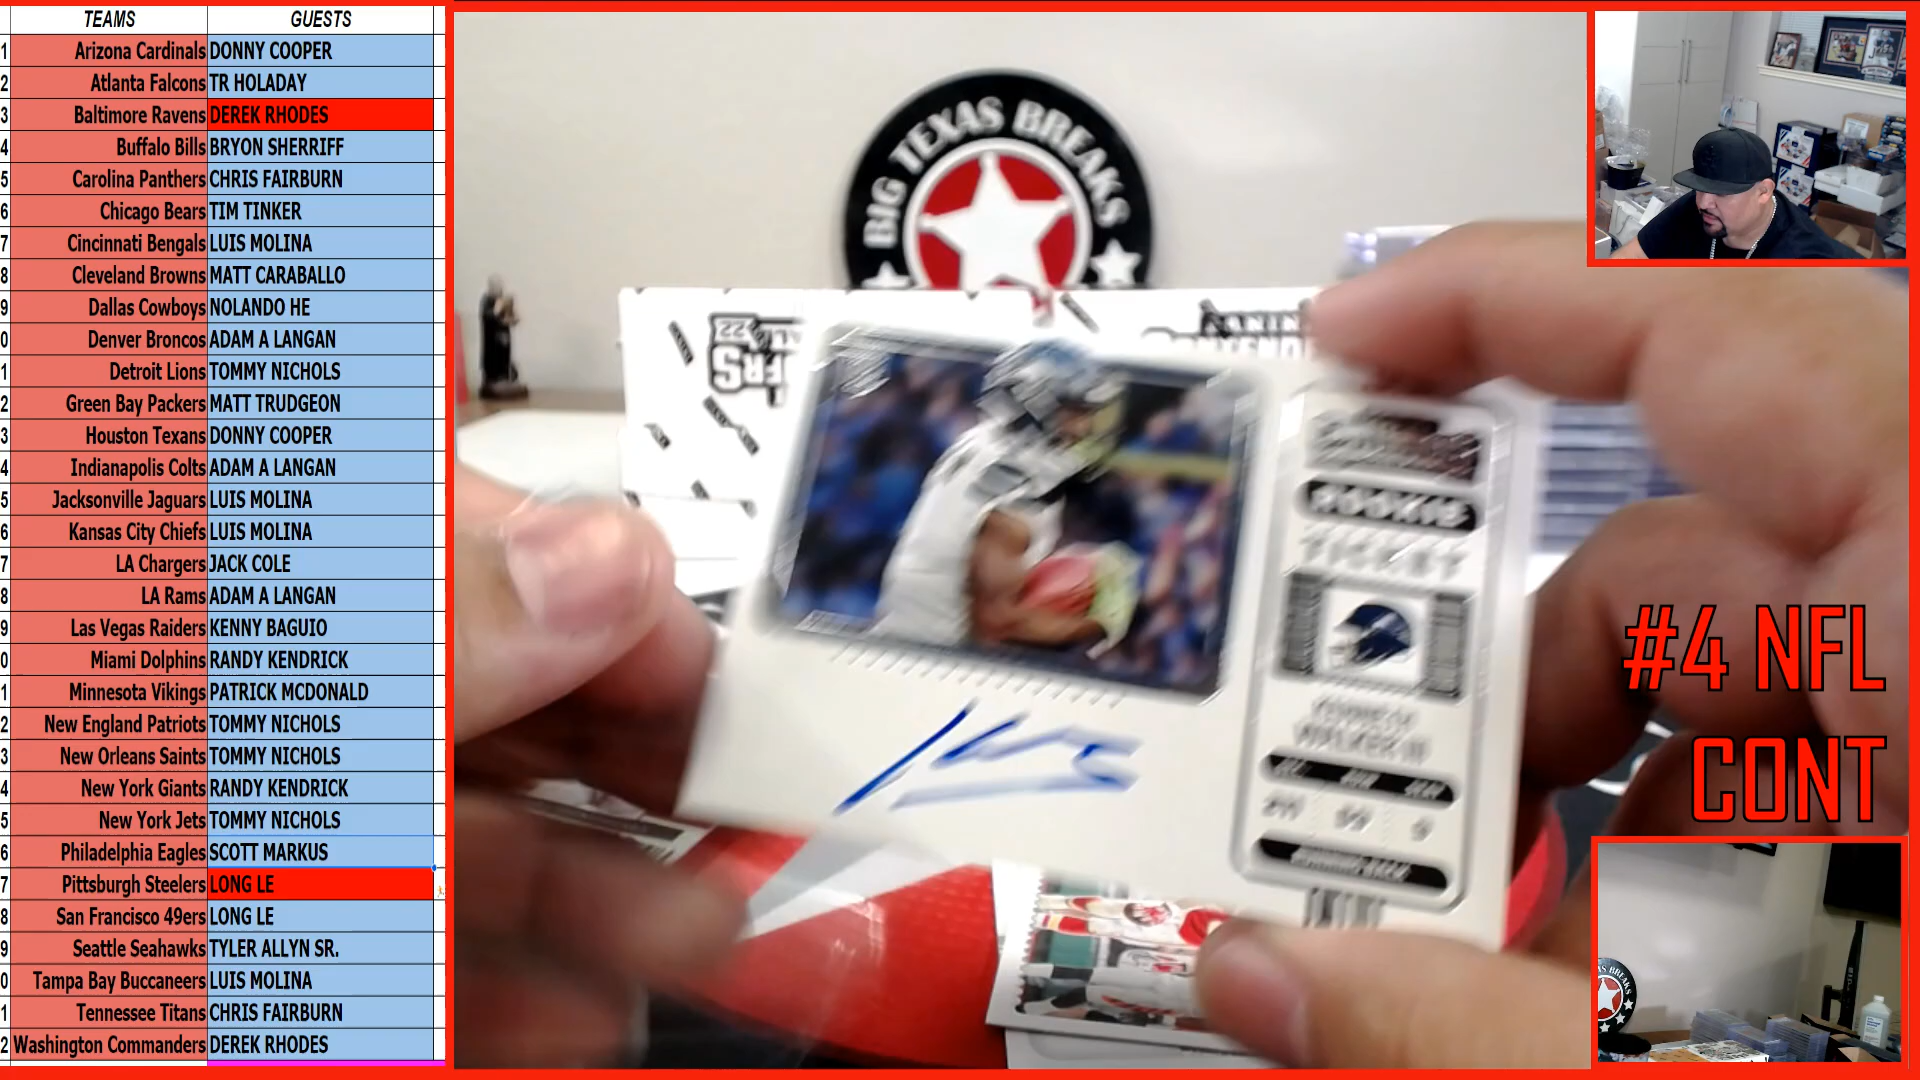 TEAMS GUESTS
1 Arizona Cardinals DONNY COOPER
2 Atlanta Falcons TR HOLADAY
3 Baltimore Ravens DEREK RHODES
4 Buffalo Bills BRYON SHERRIFF
5 Carolina Panthers CHRIS FAIRBURN
6 Chicago Bears TIM TINKER
7 Cincinnati Bengals LUIS MOLINA
8 Cleveland Browns MATT CARABALLO
9 Dallas Cowboys NOLANDO HE
0 Denver Broncos ADAM A LANGAN
1 Detroit Lions TOMMY NICHOLS
2 Green Bay Packers MATT TRUDGEON
3 Houston Texans DONNY COOPER
4 Indianapolis Colts ADAM A LANGAN
5 Jacksonville Jaguars LUIS MOLINA
6 Kansas City Chiefs LUIS MOLINA
7 LA Chargers JACK COLE
8 LA Rams ADAM A LANGAN
9 Las Vegas Raiders KENNY BAGUIO
0 Miami Dolphins RANDY KENDRICK
1 Minnesota Vikings PATRICK MCDONALD
2 New England Patriots TOMMY NICHOLS
3 New Orleans Saints TOMMY NICHOLS
4 New York Giants RANDY KENDRICK
5 New York Jets TOMMY NICHOLS
6 Philadelphia Eagles SCOTT MARKUS
7 Pittsburgh Steelers LONG LE
8 San Francisco 49ers LONG LE
9 Seattle Seahawks TYLER ALLYN SR.
0 Tampa Bay Buccaneers LUIS MOLINA
1 Tennessee Titans CHRIS FAIRBURN
2 Washington Commanders DEREK RHODES
BIG TEXAS BREAKS
PANINI
ROOKIE
TICKET
WALKER III
RUNNING BACK
#4 NFL
CONT